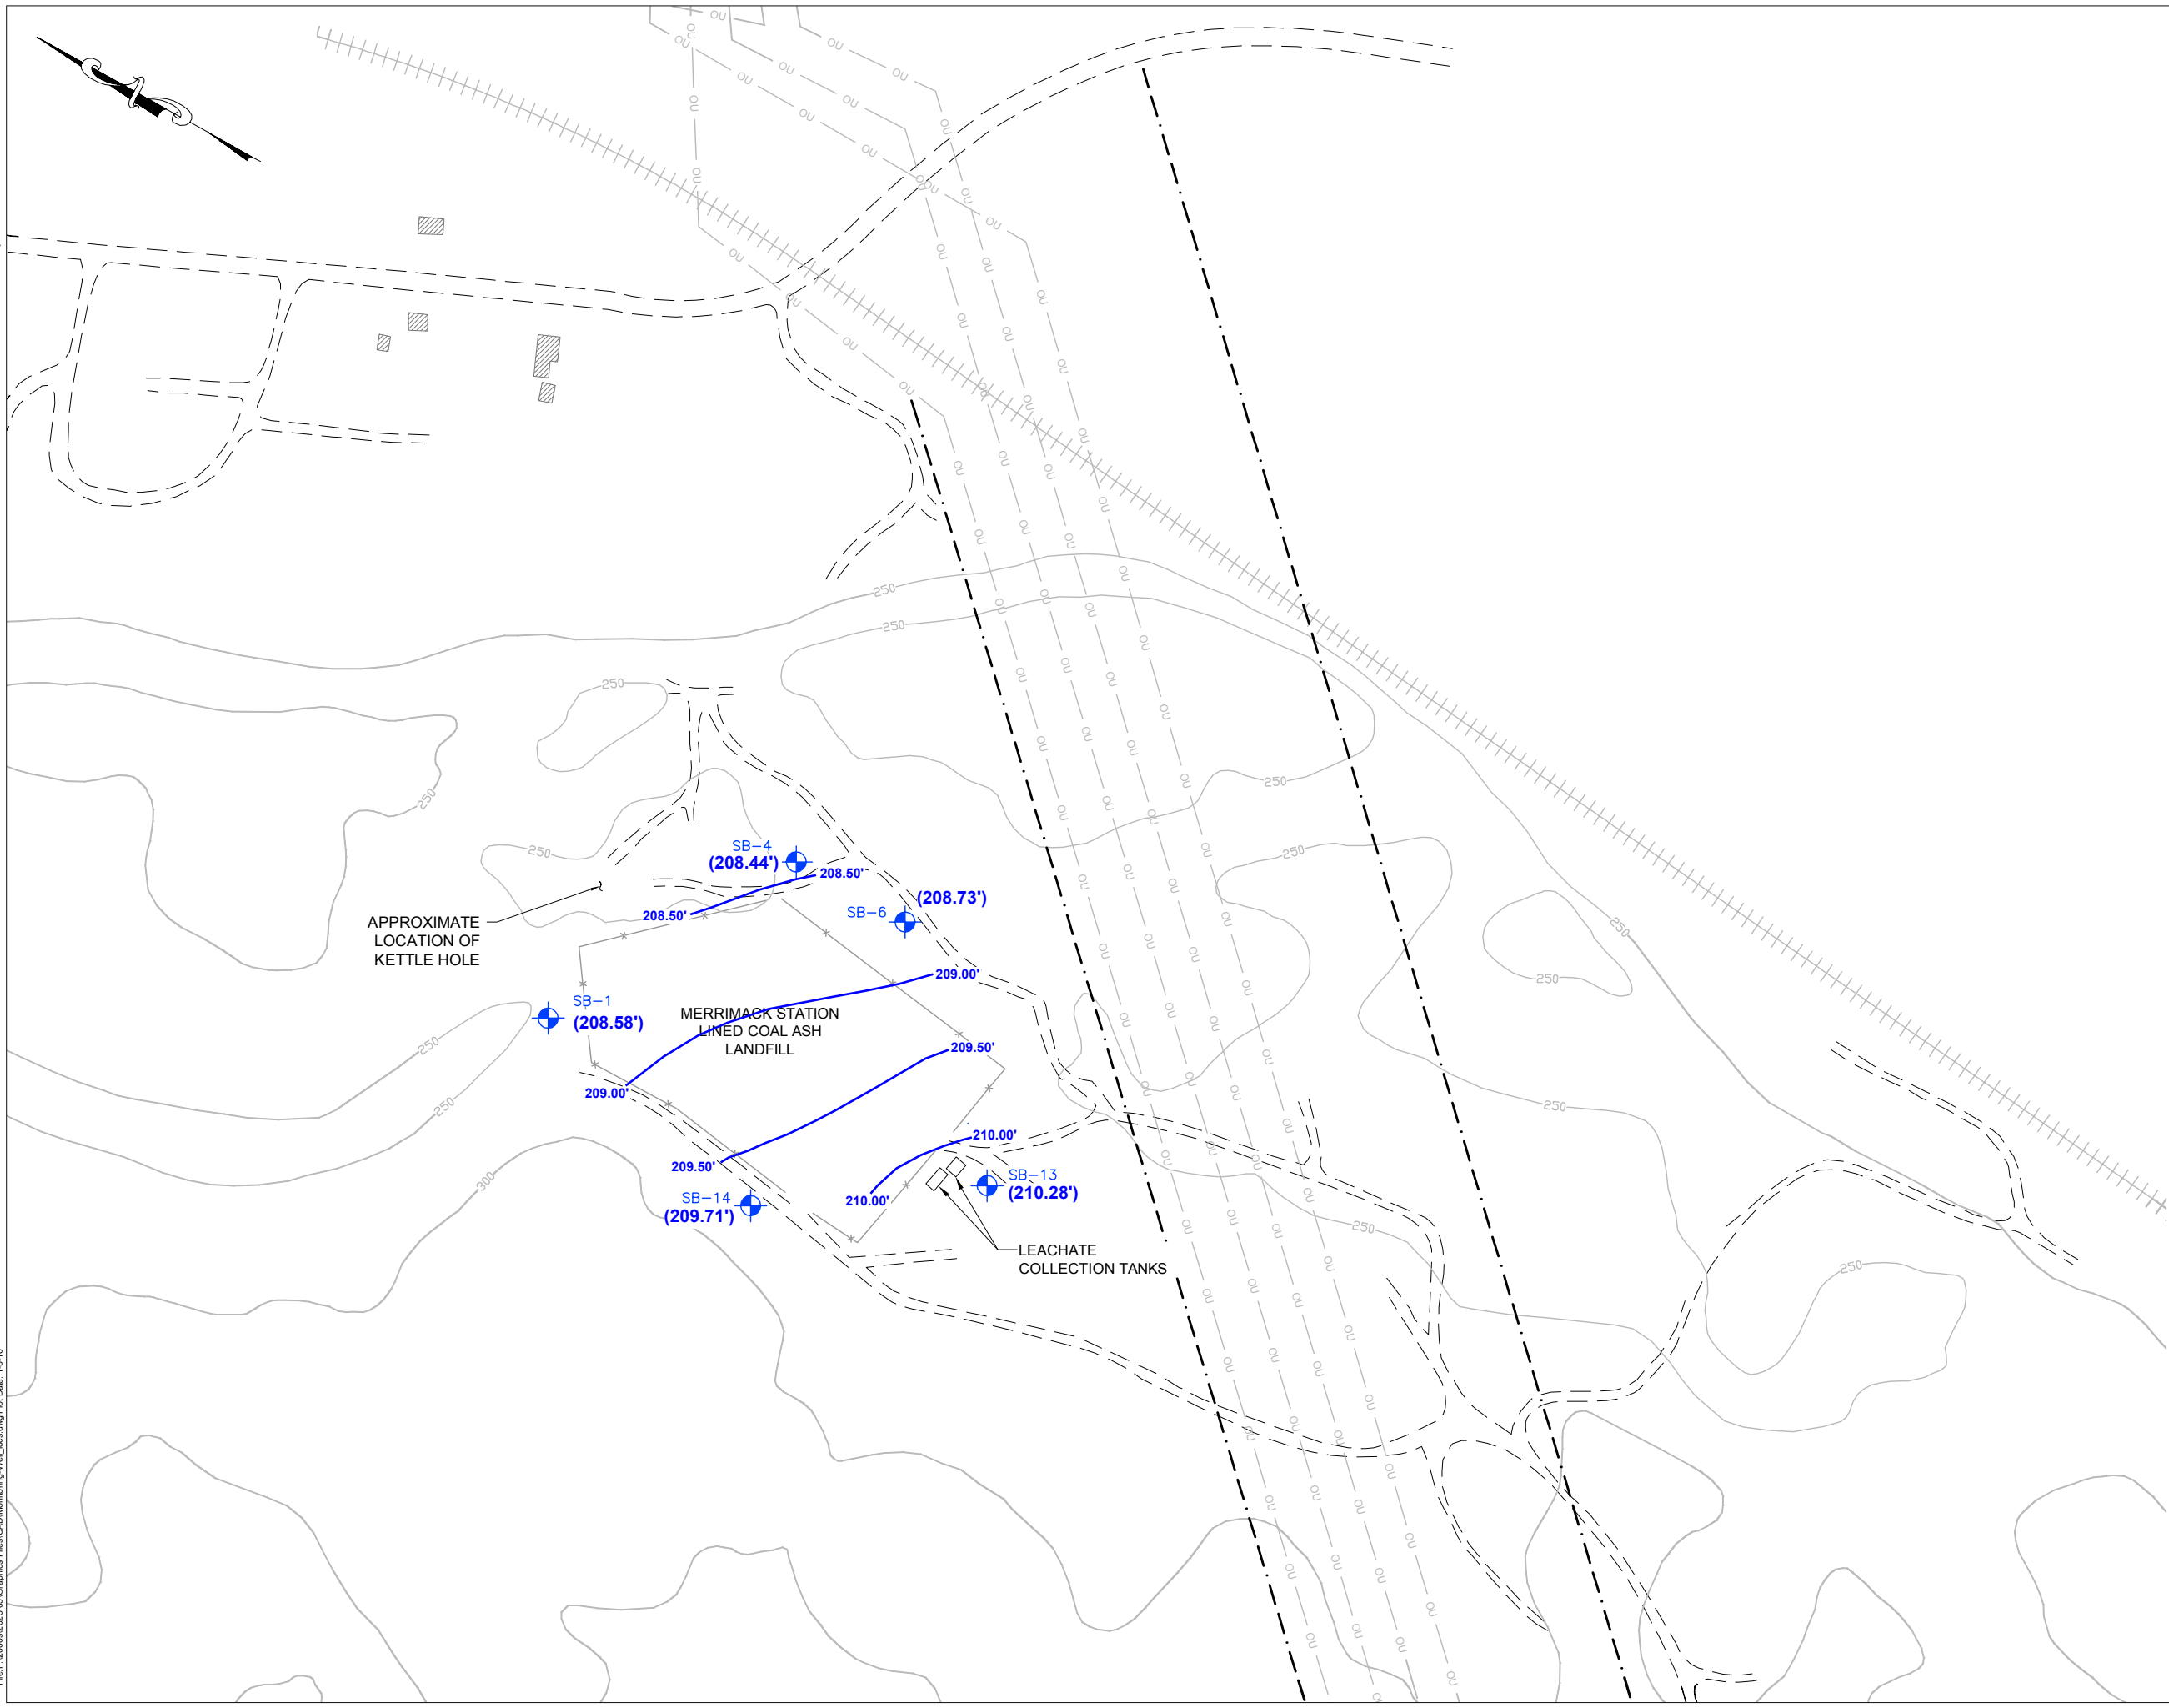 250
250
250
250
250
SB-4
(208.44')
250
250
208.50'
(208.73')
SB-6
208.50'
APPROXIMATE
LOCATION OF
KETTLE HOLE
250
209.00'
250
SB-1
(208.58')
MERRIMACK STATION
LINED COAL ASH
LANDFILL
250
209.50'
209.00'
250
250
210.00'
209.50'
300
SB-13
(210.28')
SB-14
(209.71')
210.00'
250
LEACHATE
COLLECTION TANKS
250
OU